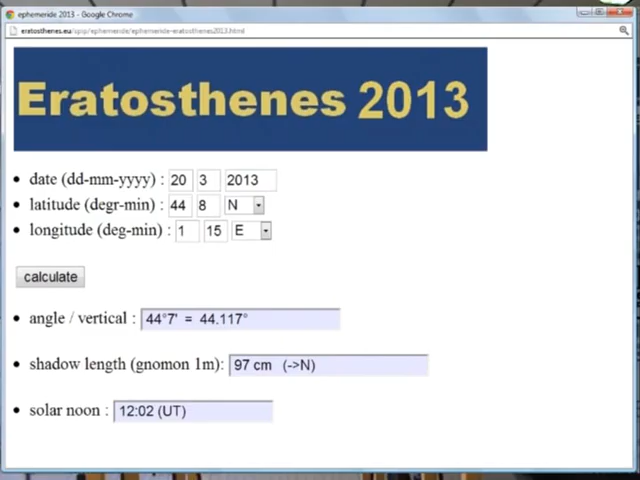 ephemeride 2013 - Google Chrome
eratosthenes.eu/spip/ephemeride/ephemeride-eratosthenes2013.html
Eratosthenes 2013
• date (dd-mm-yyyy) : 20 3 2013
• latitude (degr-min) : 44 8 N
• longitude (deg-min) : 1 15 E
calculate
• angle / vertical : 44°7' = 44.117°
• shadow length (gnomon 1m): 97 cm (->N)
• solar noon : 12:02 (UT)